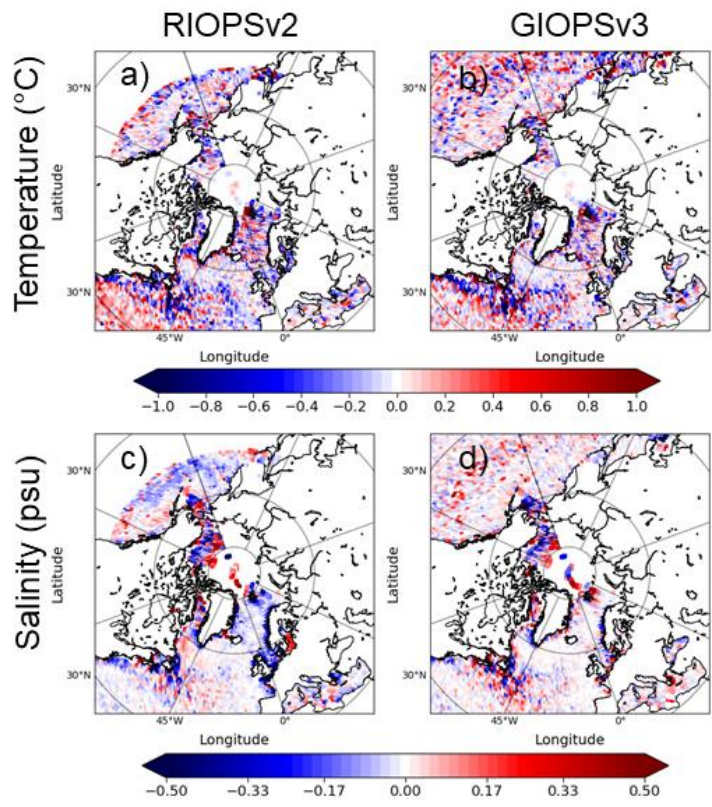 RIOPSv2 GIOPSv3
Temperature (°C)
a) b)
30°N 30°N
Latitude Latitude
30°N 30°N
45°W 0° 45°W 0°
Longitude Longitude
−1.0 −0.8 −0.6 −0.4 −0.2 0.0 0.2 0.4 0.6 0.8 1.0
Salinity (psu)
c) d)
30°N 30°N
Latitude Latitude
30°N 30°N
45°W 0° 45°W 0°
Longitude Longitude
−0.50 −0.33 −0.17 0.00 0.17 0.33 0.50